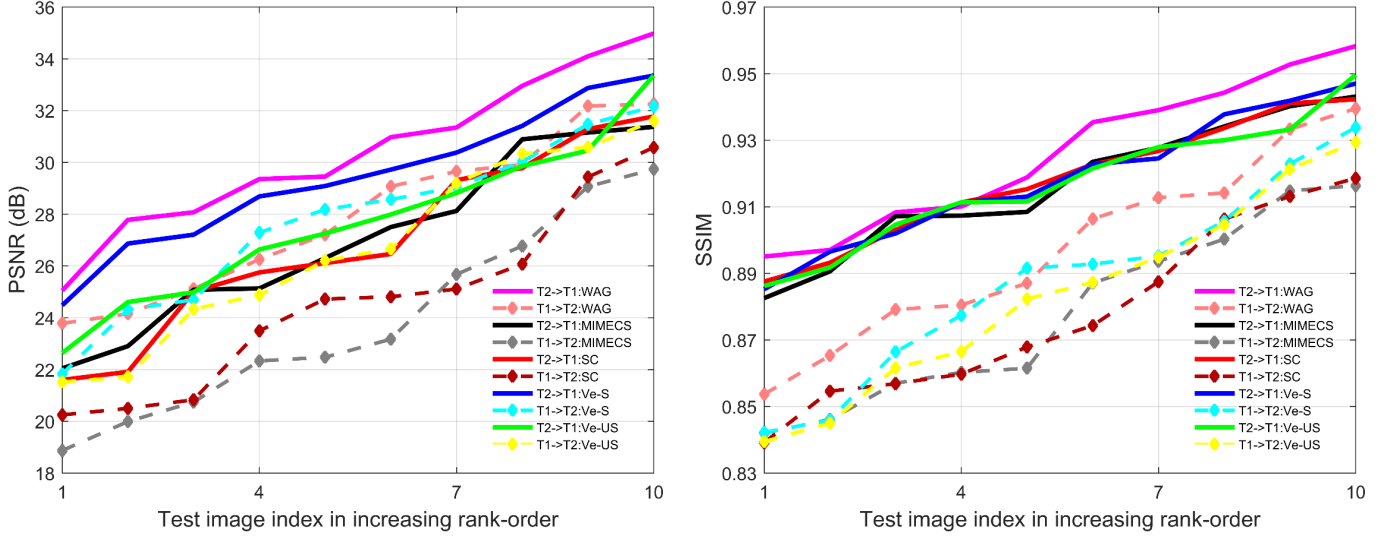 36
34
32
30
28
26
24
22
20
18
PSNR (dB)
1
4
7
10
Test image index in increasing rank-order
T2->T1:WAG
T1->T2:WAG
T2->T1:MIMECS
T1->T2:MIMECS
T2->T1:SC
T1->T2:SC
T2->T1:Ve-S
T1->T2:Ve-S
T2->T1:Ve-US
T1->T2:Ve-US
0.97
0.95
0.93
0.91
0.89
0.87
0.85
0.83
SSIM
1
4
7
10
Test image index in increasing rank-order
T2->T1:WAG
T1->T2:WAG
T2->T1:MIMECS
T1->T2:MIMECS
T2->T1:SC
T1->T2:SC
T2->T1:Ve-S
T1->T2:Ve-S
T2->T1:Ve-US
T1->T2:Ve-US